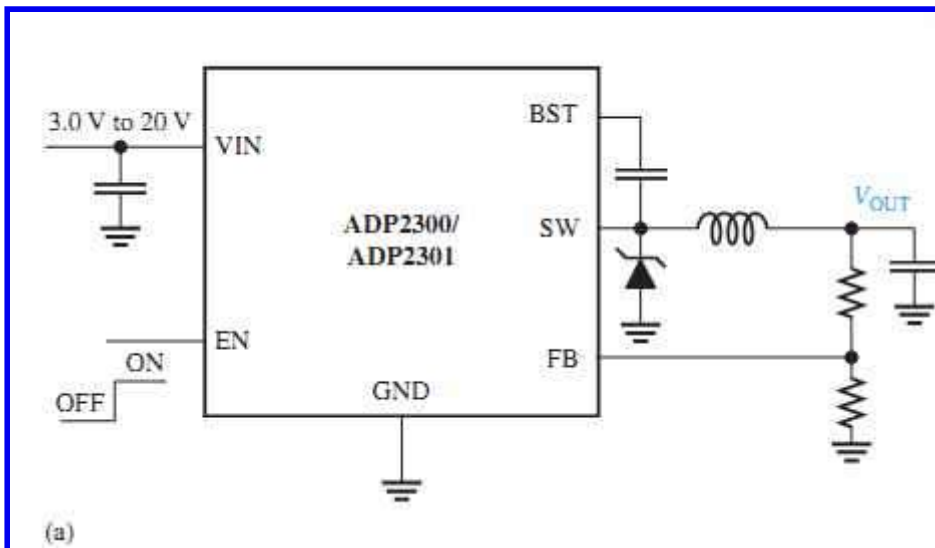 3.0 V to 20 V
VIN
BST
ADP2300/
ADP2301
SW
VOUT
EN
ON
OFF
FB
GND
(a)